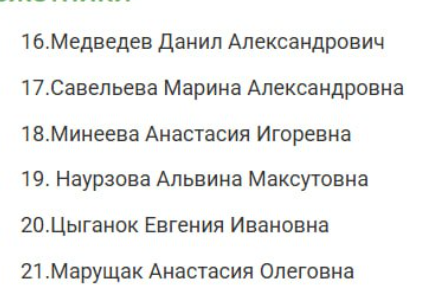 16.Медведев Данил Александрович
17.Савельева Марина Александровна
18.Минеева Анастасия Игоревна
19. Наурзова Альвина Максутовна
20.Цыганок Евгения Ивановна
21.Марущак Анастасия Олеговна